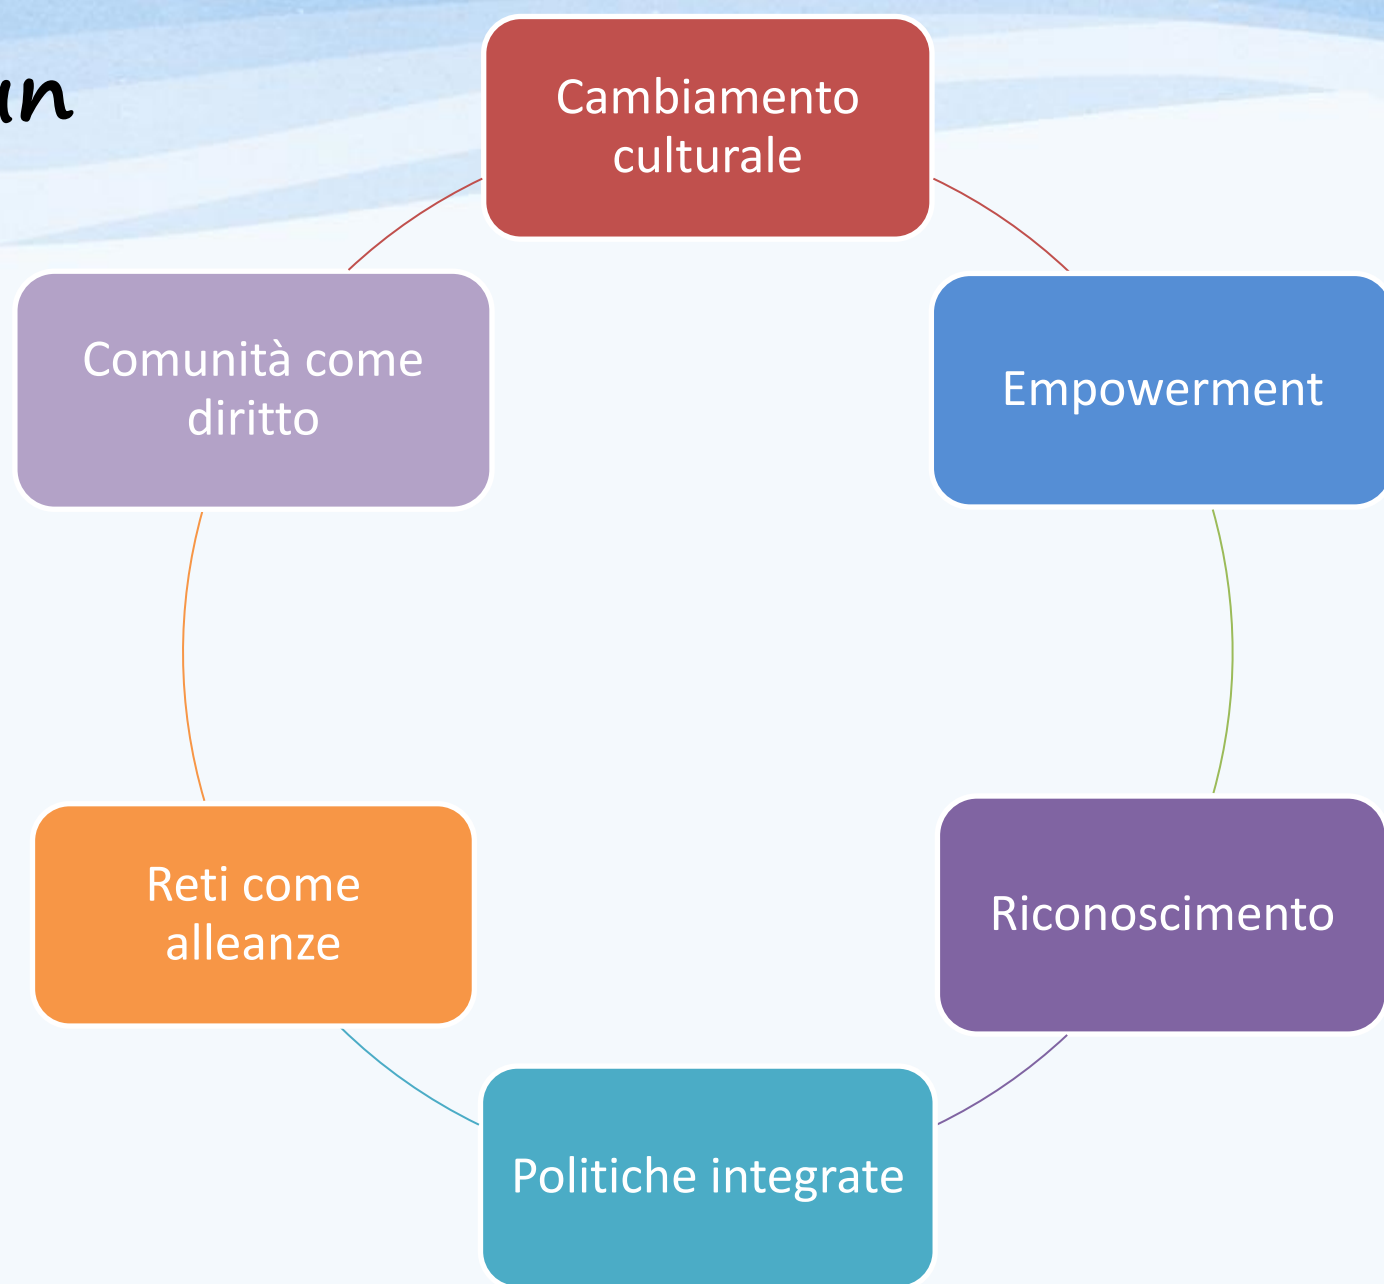 Cambiamento
culturale
Empowerment
Riconoscimento
Politiche integrate
Reti come
alleanze
Comunità come
diritto